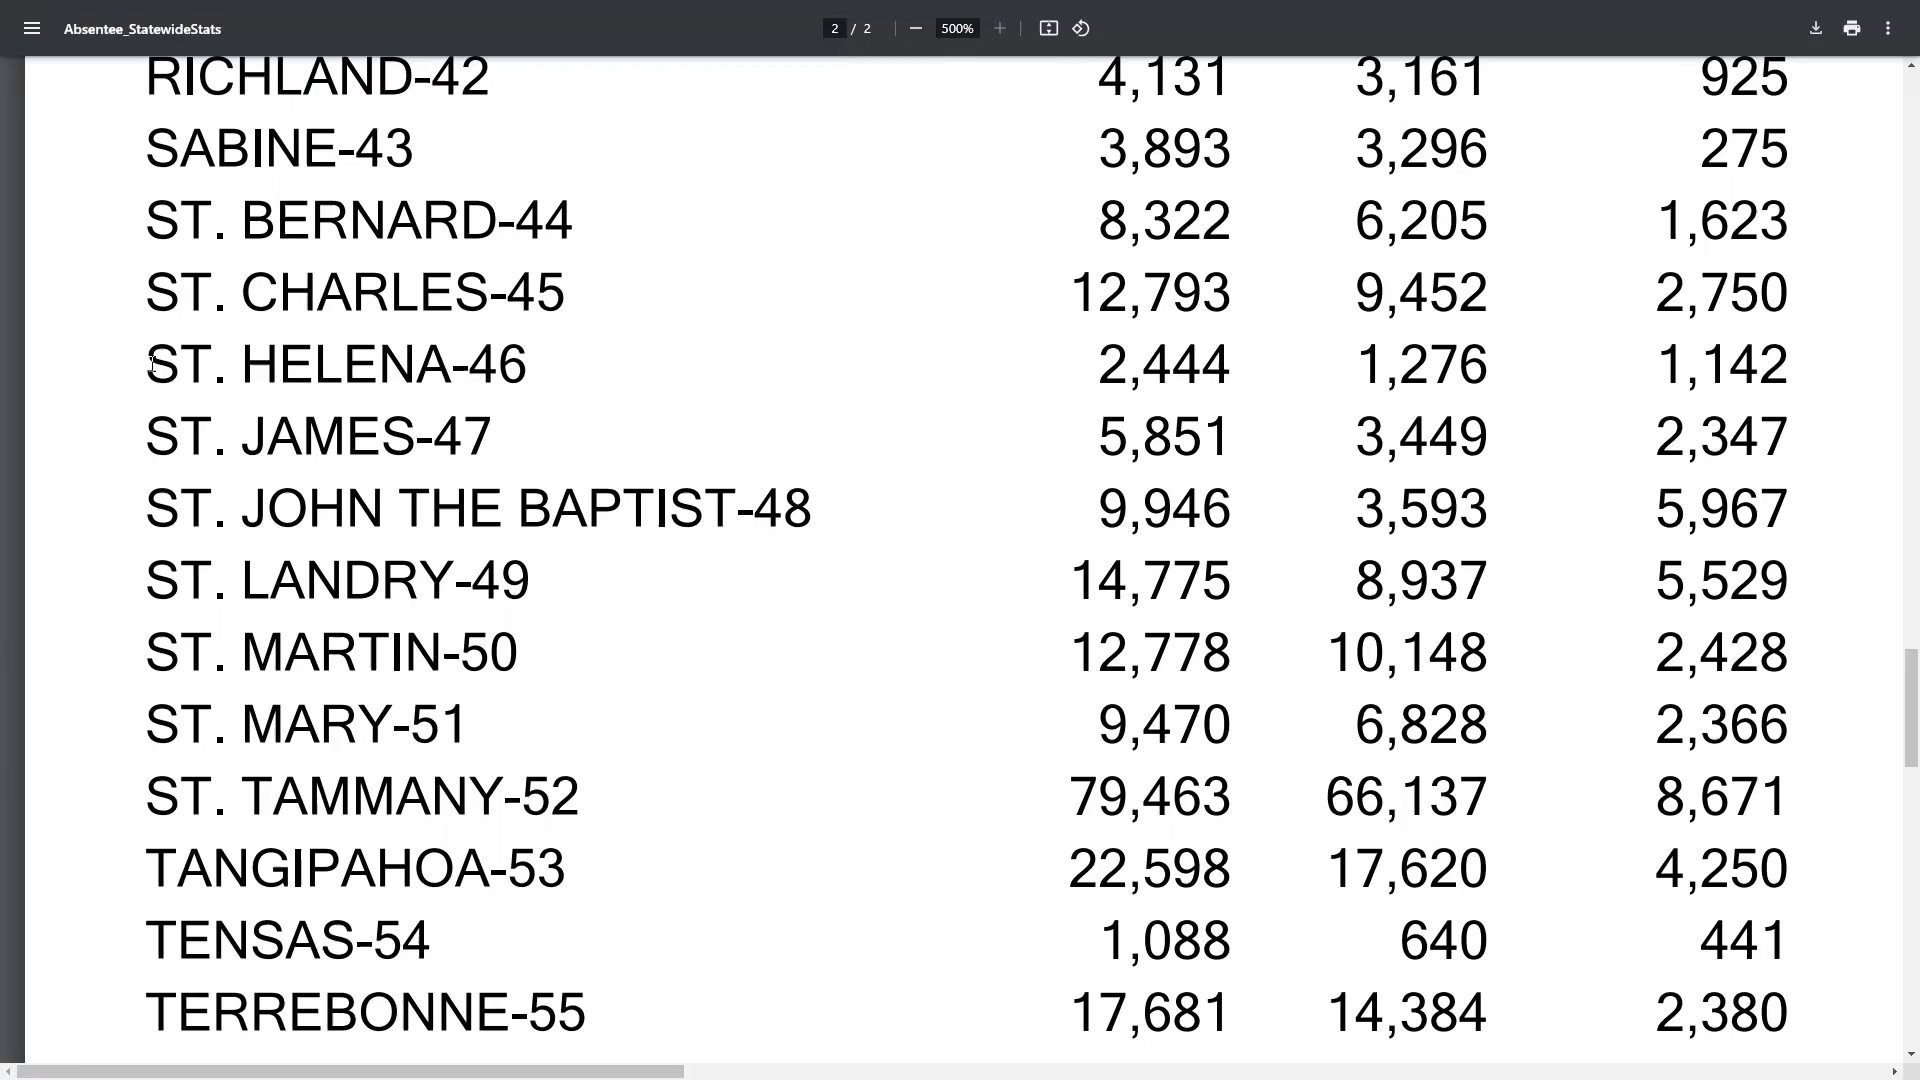 Absentee_StatewideStats 2 / 2 500%
RICHLAND-42 4,131 3,161 925
SABINE-43 3,893 3,296 275
ST. BERNARD-44 8,322 6,205 1,623
ST. CHARLES-45 12,793 9,452 2,750
ST. HELENA-46 2,444 1,276 1,142
ST. JAMES-47 5,851 3,449 2,347
ST. JOHN THE BAPTIST-48 9,946 3,593 5,967
ST. LANDRY-49 14,775 8,937 5,529
ST. MARTIN-50 12,778 10,148 2,428
ST. MARY-51 9,470 6,828 2,366
ST. TAMMANY-52 79,463 66,137 8,671
TANGIPAHOA-53 22,598 17,620 4,250
TENSAS-54 1,088 640 441
TERREBONNE-55 17,681 14,384 2,380